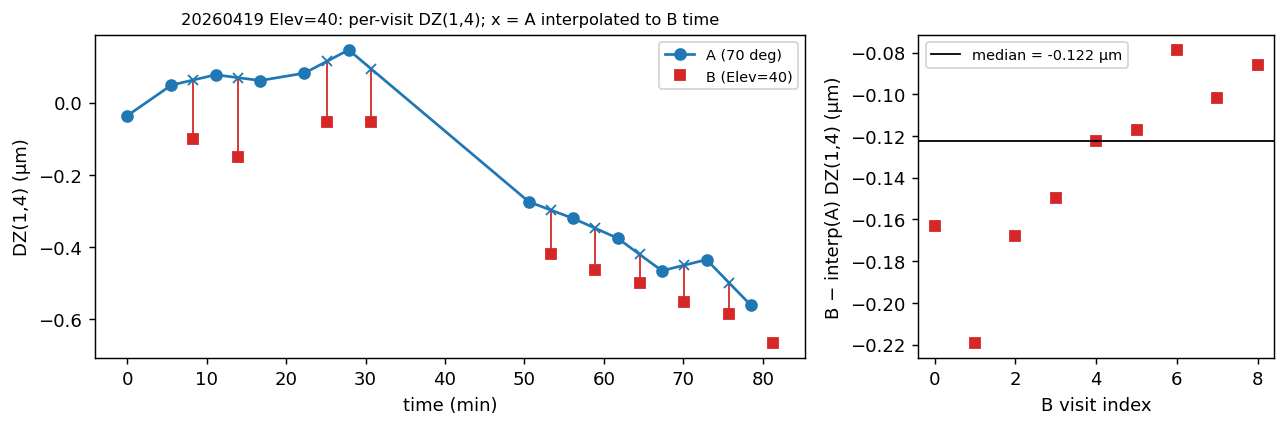 20260419 Elev=40: per-visit DZ(1,4); x = A interpolated to B time
DZ(1,4) (μm)
0.0
−0.2
−0.4
−0.6
A (70 deg)
B (Elev=40)
0 10 20 30 40 50 60 70 80
time (min)
B − interp(A) DZ(1,4) (μm)
−0.08
−0.10
−0.12
−0.14
−0.16
−0.18
−0.20
−0.22
median = -0.122 μm
0 2 4 6 8
B visit index